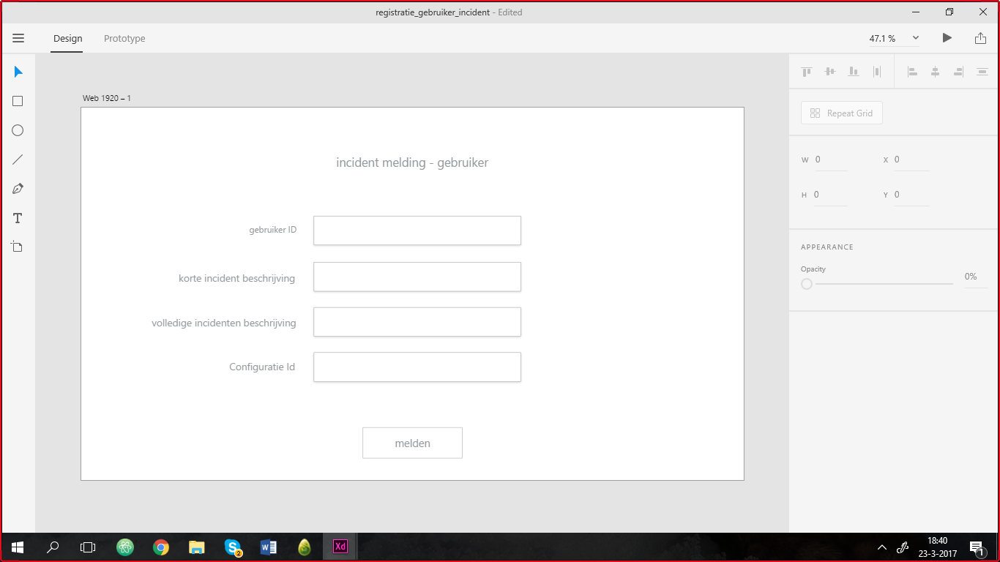 registratie_gebruiker_incident - Edited
Design Prototype 47.1 %
Web 1920 – 1
Repeat Grid
incident melding - gebruiker
W 0 X 0
H 0 Y 0
gebruiker ID
APPEARANCE
Opacity
0%
korte incident beschrijving
volledige incidenten beschrijving
Configuratie Id
melden
2
Xd
18:40
23-3-2017
1